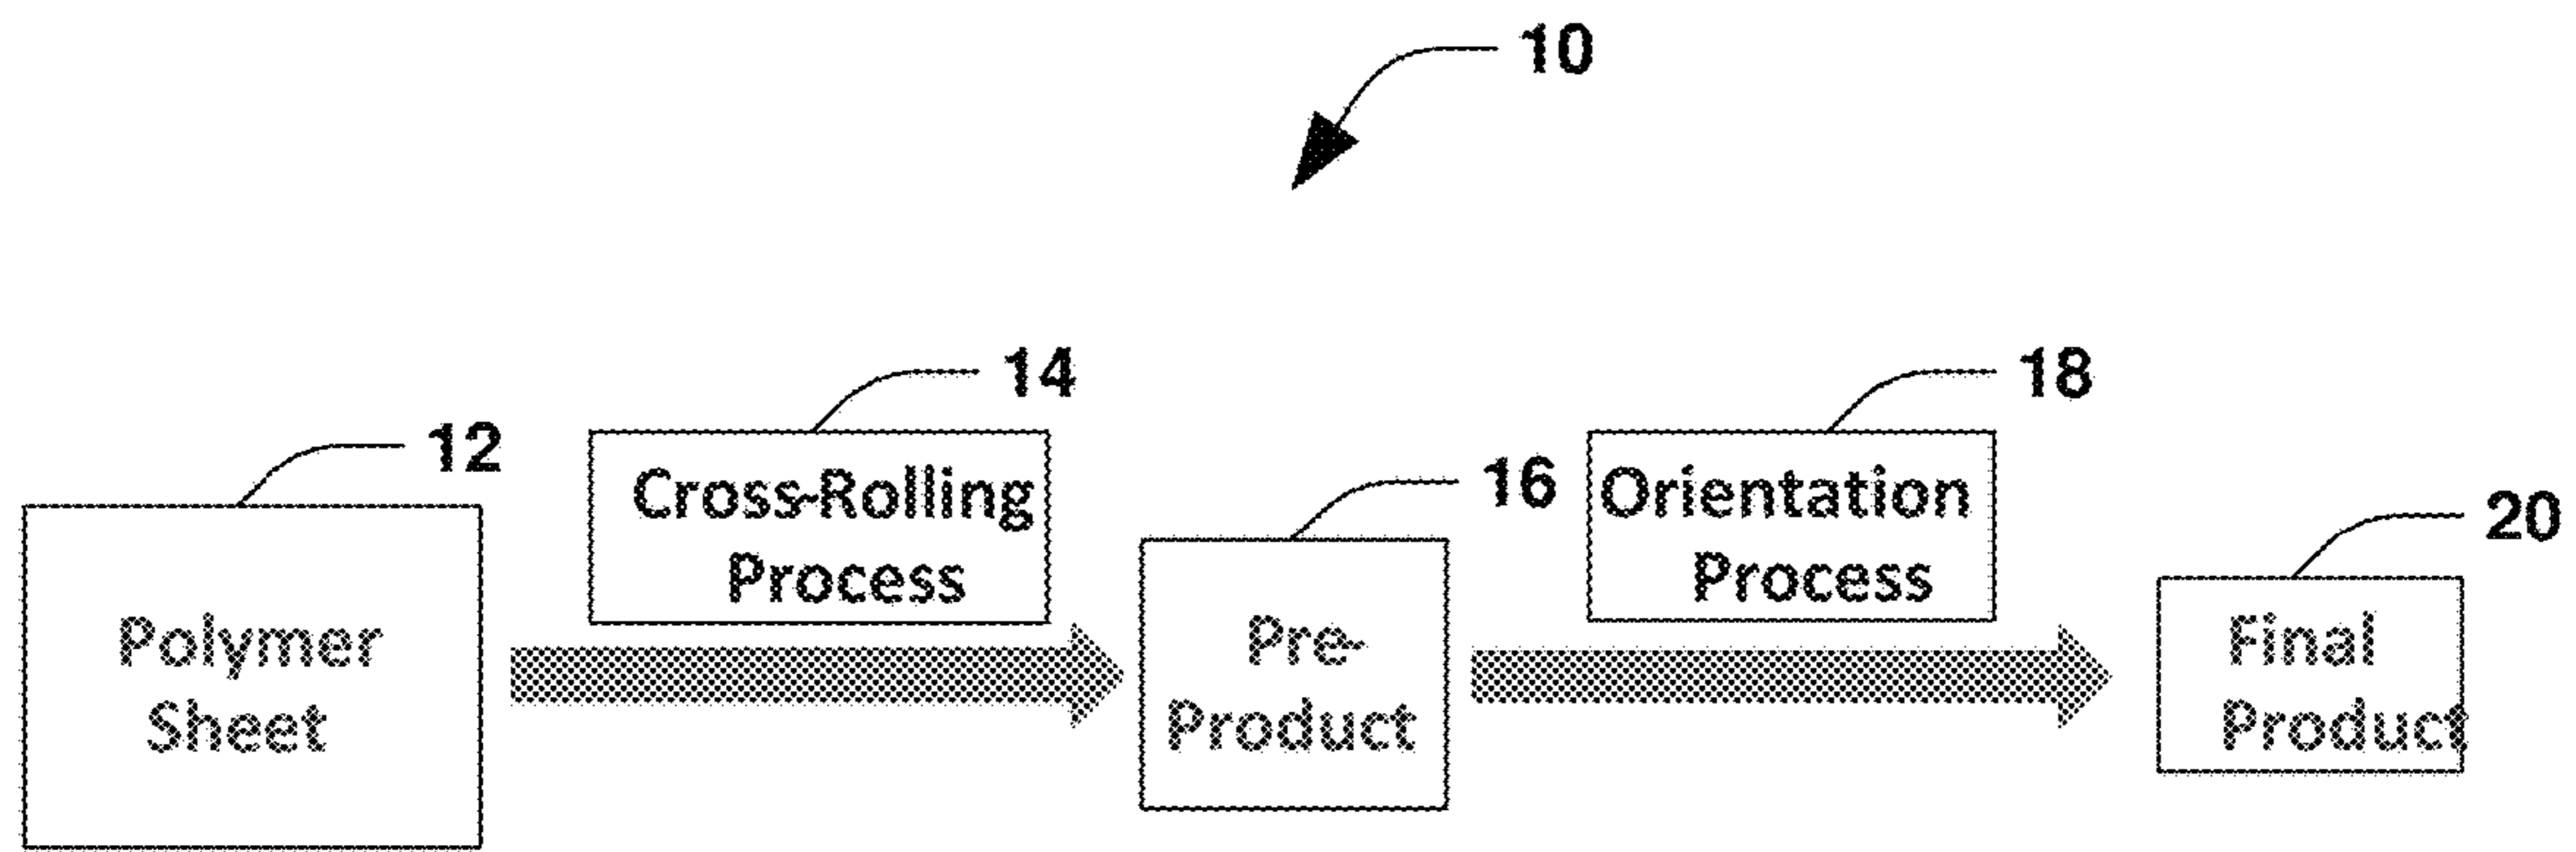 10
12
Polymer
Sheet
14
Cross-Rolling
Process
16
Pre-
Product
18
Orientation
Process
20
Final
Product